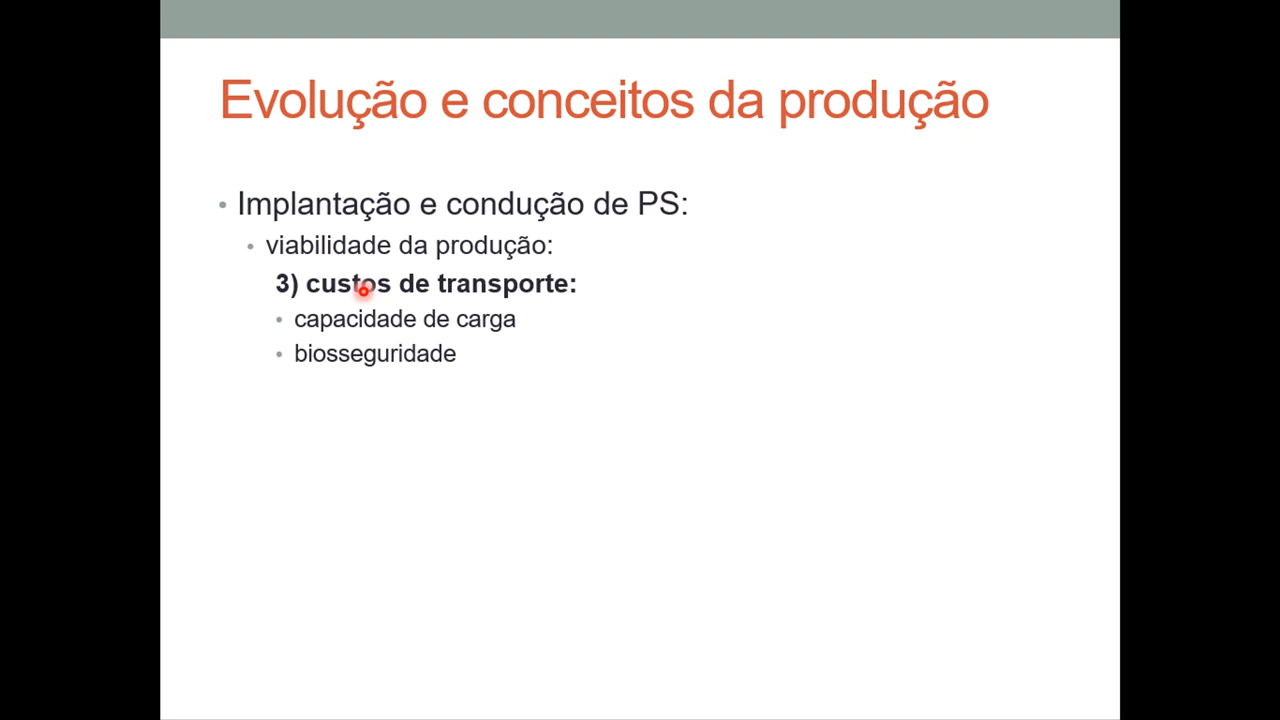 Evolução e conceitos da produção
• Implantação e condução de PS:
• viabilidade da produção:
3) custos de transporte:
• capacidade de carga
• biosseguridade